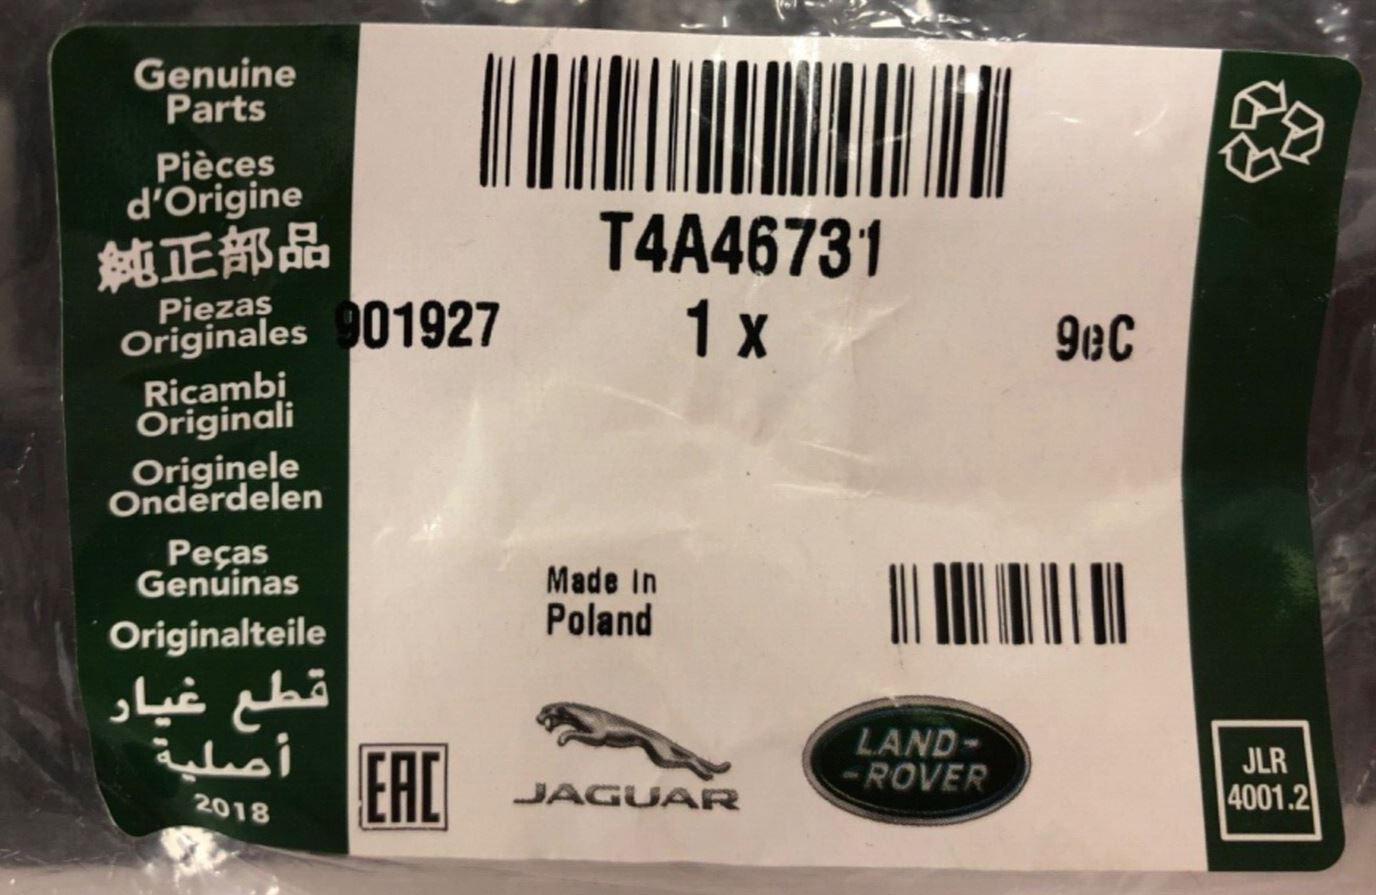 Genuine
Parts
Pièces
d'Origine
純正部品
Piezas
Originales
Ricambi
Originali
Originele
Onderdelen
Peças
Genuinas
Originalteile
قطع غيار
أصلية
2018
T4A46731
901927 1 x 9eC
Made In
Poland
EAC
JAGUAR
LAND-
-ROVER
JLR
4001.2